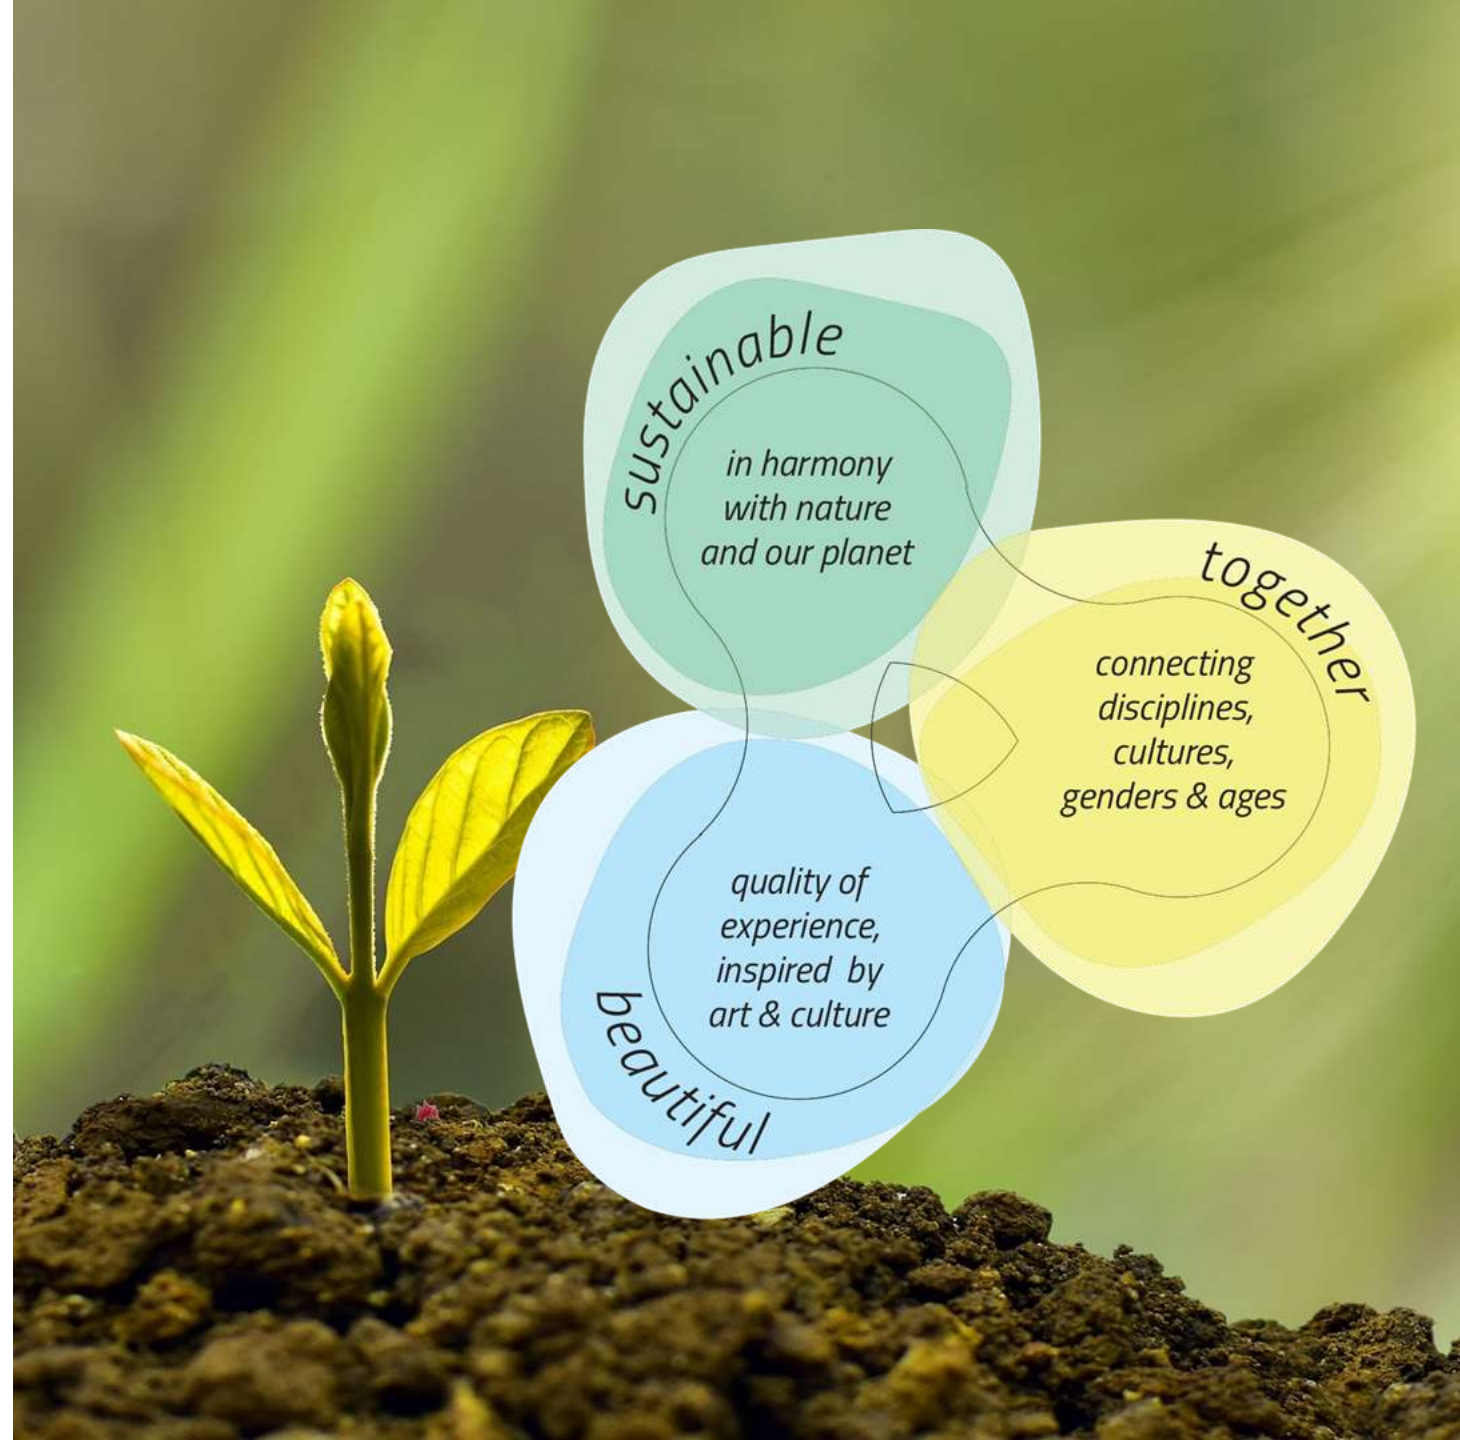 sustainable
in harmony
with nature
and our planet
together
connecting
disciplines,
cultures,
genders & ages
quality of
experience,
inspired by
art & culture
beautiful